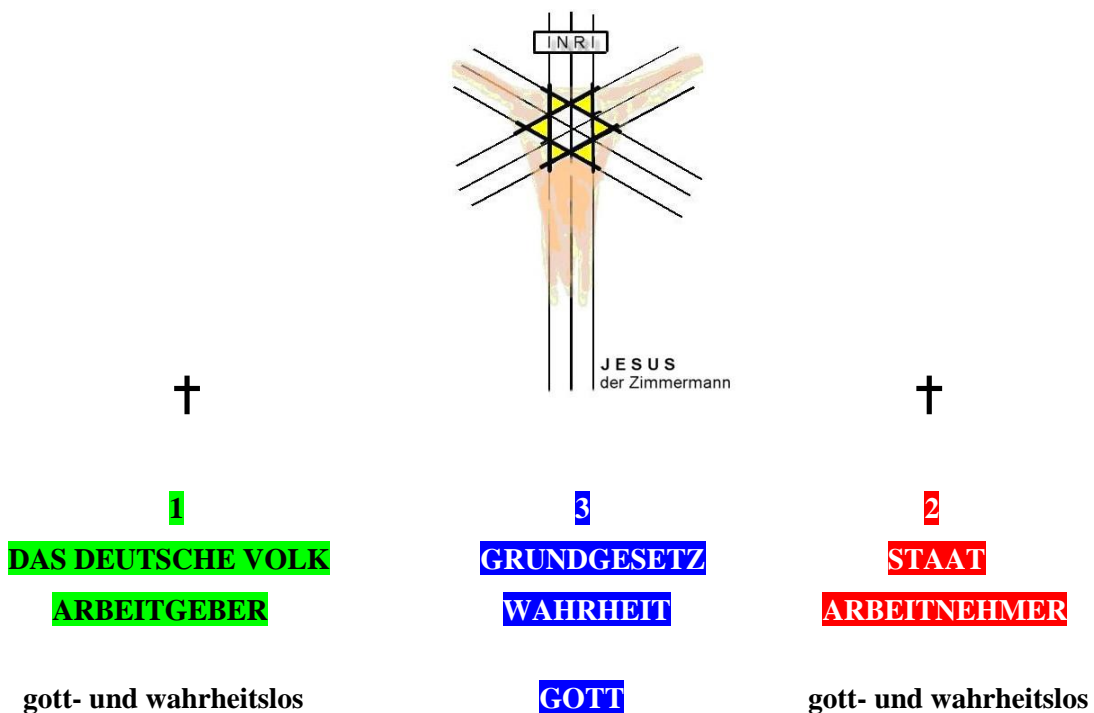 INRI
JESUS
der Zimmermann
1
3
2
DAS DEUTSCHE VOLK
GRUNDGESETZ
STAAT
ARBEITGEBER
WAHRHEIT
ARBEITNEHMER
gott- und wahrheitslos
GOTT
gott- und wahrheitslos